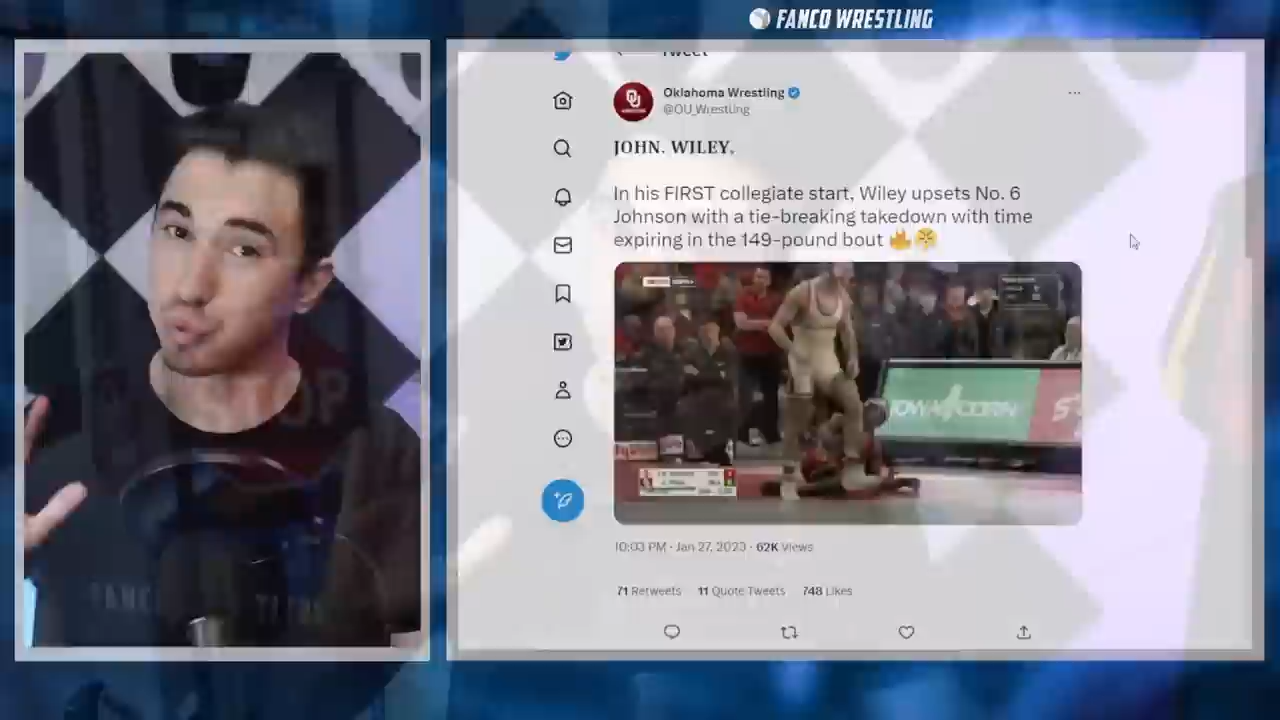 FANCO WRESTLING
Tweet
Oklahoma Wrestling
@OU_Wrestling
JOHN. WILEY.
In his FIRST collegiate start, Wiley upsets No. 6
Johnson with a tie-breaking takedown with time
expiring in the 149-pound bout 🔥😤
IOWA CORN
STOP
10:03 PM · Jan 27, 2023 · 62K Views
71 Retweets 11 Quote Tweets 748 Likes